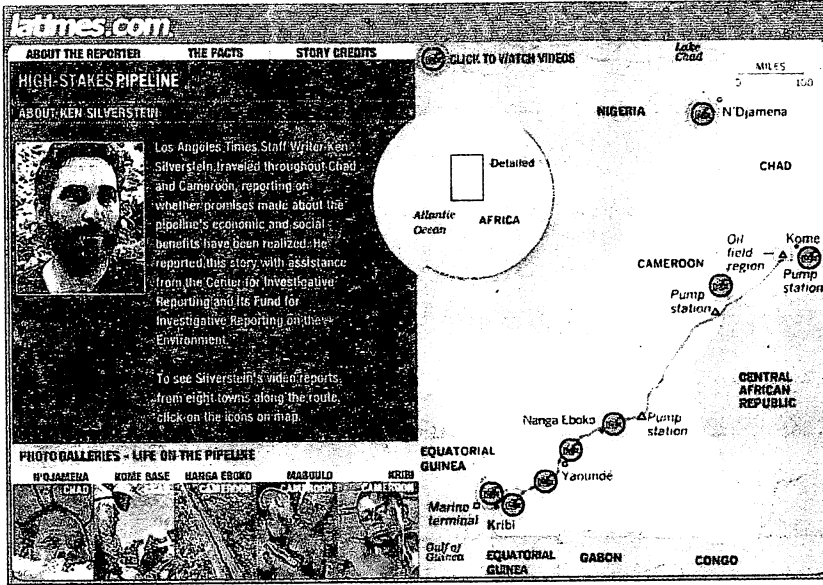 latimes.com
ABOUT THE REPORTER THE FACTS STORY CREDITS
HIGH-STAKES PIPELINE
ABOUT KEN SILVERSTEIN
Los Angeles Times Staff Writer Ken
Silverstein traveled throughout Chad
and Cameroon, reporting on
whether promises made about the
pipeline's economic and social
benefits have been realized. He
reported this story with assistance
from the Center for Investigative
Reporting and its Fund for
Investigative Reporting on the
Environment.
To see Silverstein's video reports
from eight towns along the route,
click on the icons on map.
PHOTO GALLERIES - LIFE ON THE PIPELINE
N'DJAMENA
CHAD
KOME BASE
NANGA EBOKO
CAMEROON
MABOULO
CAMEROON
KRIBI
CAMEROON
CLICK TO WATCH VIDEOS
Lake
Chad
MILES
0 100
NIGERIA
N'Djamena
CHAD
Detailed
Atlantic
Ocean
AFRICA
Oil
field
region
Kome
Pump
station
CAMEROON
Pump
station
CENTRAL
AFRICAN
REPUBLIC
Nanga Eboko
Pump
station
EQUATORIAL
GUINEA
Yaoundé
Marine
terminal
Kribi
Gulf of
Guinea
EQUATORIAL
GUINEA
GABON
CONGO